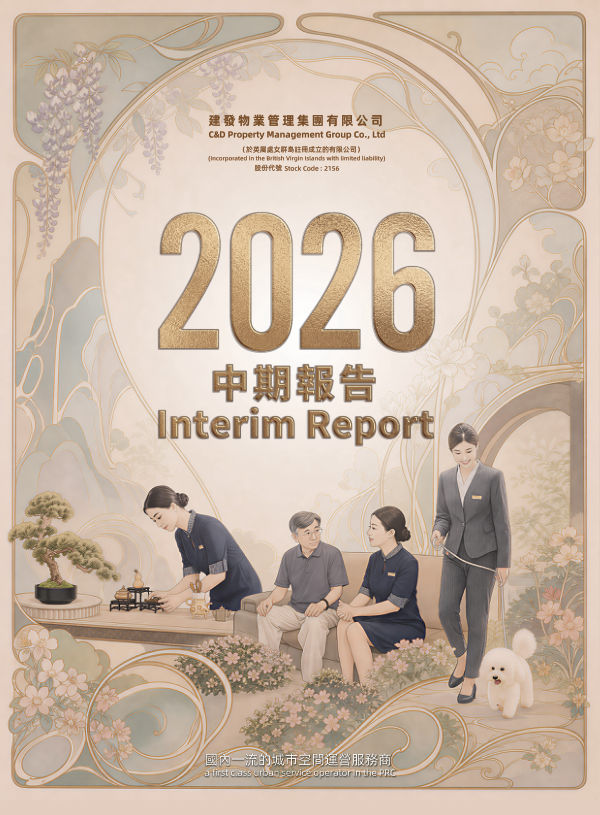 建發物業管理集團有限公司
C&D Property Management Group Co., Ltd
（於英屬處女群島註冊成立的有限公司）
(Incorporated in the British Virgin Islands with limited liability)
股份代號 Stock Code : 2156
2026
中期報告
Interim Report
國內一流的城市空間運營服務商
a first class urban service operator in the PRC